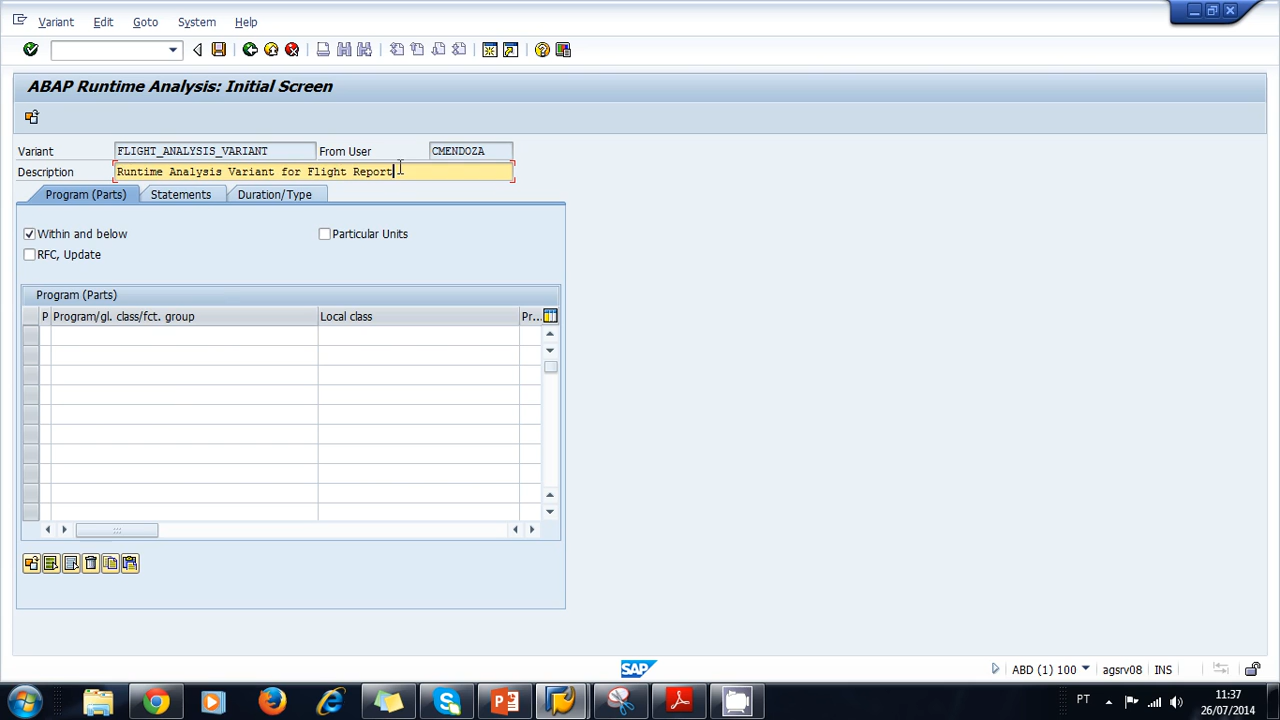 Variant Edit Goto System Help
ABAP Runtime Analysis: Initial Screen
Variant FLIGHT_ANALYSIS_VARIANT From User CMENDOZA
Description Runtime Analysis Variant for Flight Report
Program (Parts) Statements Duration/Type
Within and below Particular Units
RFC, Update
Program (Parts)
P Program/gl. class/fct. group Local class Pr...
SAP ABD (1) 100 agsrv08 INS
PT 11:37
26/07/2014